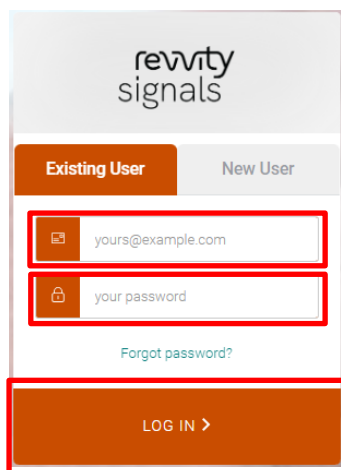 revvity
signals
Existing User New User
yours@example.com
your password
Forgot password?
LOG IN